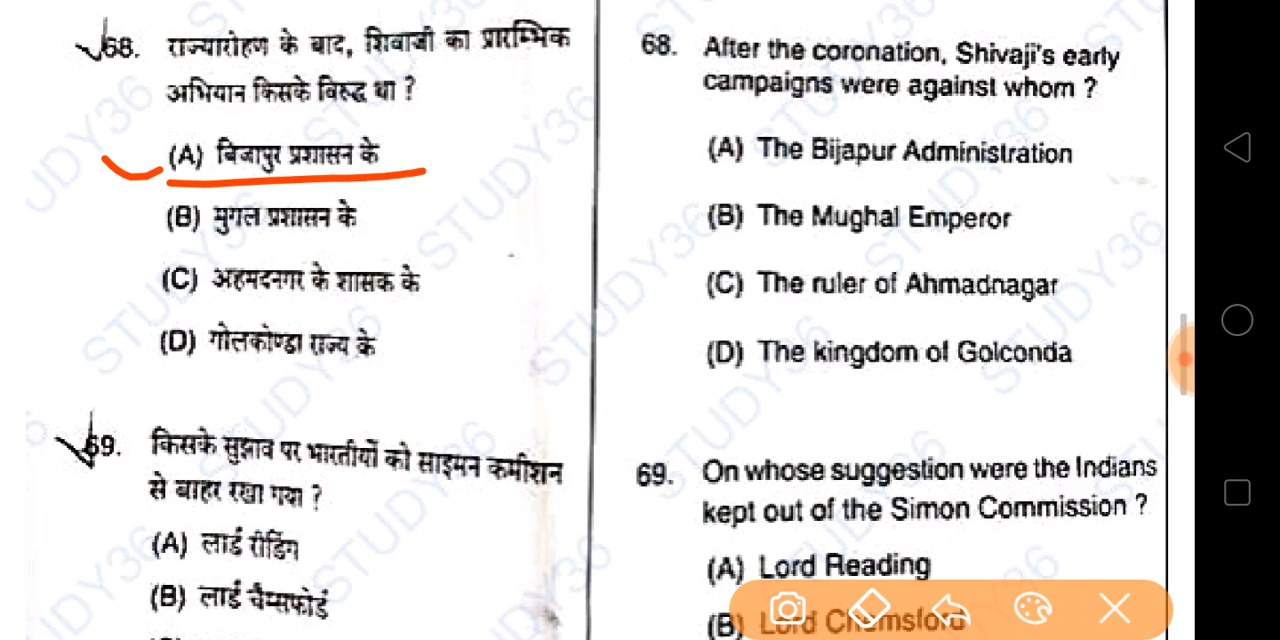 68. राज्यारोहण के बाद, शिवाजी का प्रारम्भिक
अभियान किसके विरुद्ध था ?
(A) बिजापुर प्रशासन के
(B) मुगल प्रशासन के
(C) अहमदनगर के शासक के
(D) गोलकोण्डा राज्य के
69. किसके सुझाव पर भारतीयों को साइमन कमीशन
से बाहर रखा गया ?
(A) लार्ड रीडिंग
(B) लार्ड चैम्सफोर्ड
68. After the coronation, Shivaji's early
campaigns were against whom ?
(A) The Bijapur Administration
(B) The Mughal Emperor
(C) The ruler of Ahmadnagar
(D) The kingdom of Golconda
69. On whose suggestion were the Indians
kept out of the Simon Commission ?
(A) Lord Reading
(B) Lord Chemsford
STUDY36